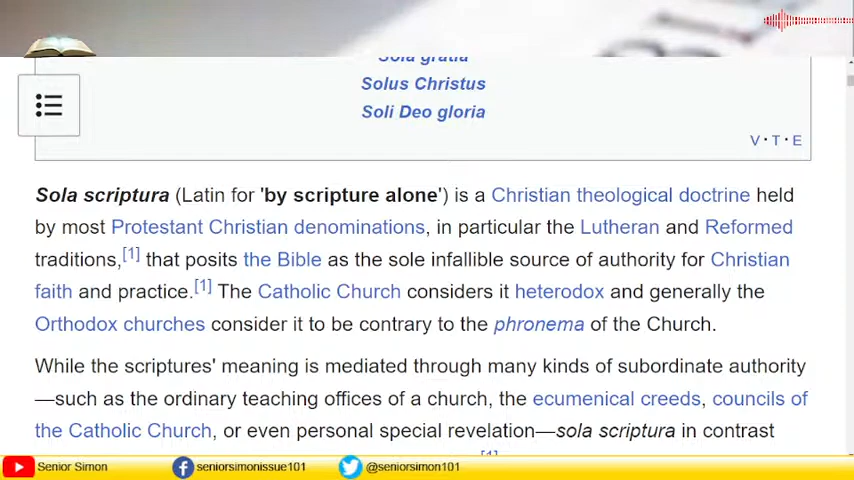 Sola gratia
Solus Christus
Soli Deo gloria
V · T · E
Sola scriptura (Latin for 'by scripture alone') is a Christian theological doctrine held
by most Protestant Christian denominations, in particular the Lutheran and Reformed
traditions,[1] that posits the Bible as the sole infallible source of authority for Christian
faith and practice.[1] The Catholic Church considers it heterodox and generally the
Orthodox churches consider it to be contrary to the phronema of the Church.
While the scriptures' meaning is mediated through many kinds of subordinate authority
—such as the ordinary teaching offices of a church, the ecumenical creeds, councils of
the Catholic Church, or even personal special revelation—sola scriptura in contrast
[1]
Senior Simon
seniorsimonissue101
@seniorsimon101